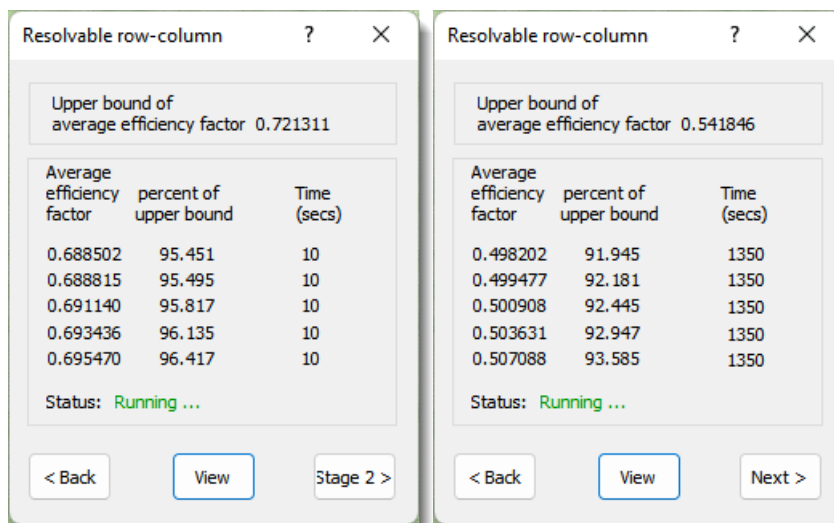 Resolvable row-column ? ✕
Upper bound of
average efficiency factor 0.721311
Average
efficiency percent of Time
factor upper bound (secs)
0.688502 95.451 10
0.688815 95.495 10
0.691140 95.817 10
0.693436 96.135 10
0.695470 96.417 10
Status: Running ...
< Back View Stage 2 >
Resolvable row-column ? ✕
Upper bound of
average efficiency factor 0.541846
Average
efficiency percent of Time
factor upper bound (secs)
0.498202 91.945 1350
0.499477 92.181 1350
0.500908 92.445 1350
0.503631 92.947 1350
0.507088 93.585 1350
Status: Running ...
< Back View Next >